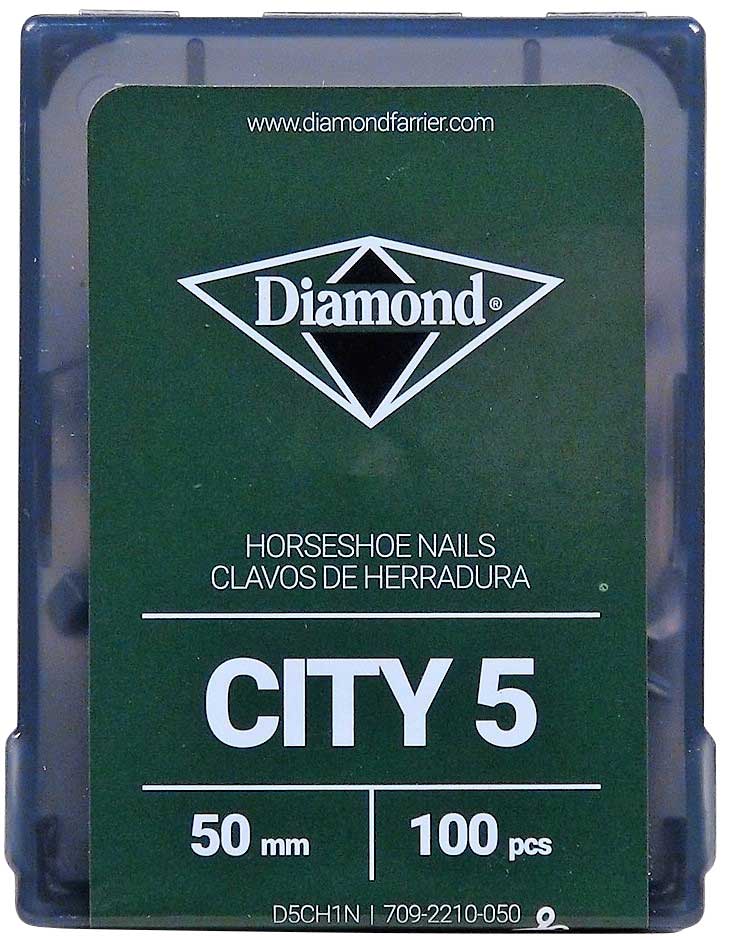 www.diamondfarrier.com
Diamond®
HORSESHOE NAILS
CLAVOS DE HERRADURA
CITY 5
50 mm | 100 pcs
D5CH1N | 709-2210-050